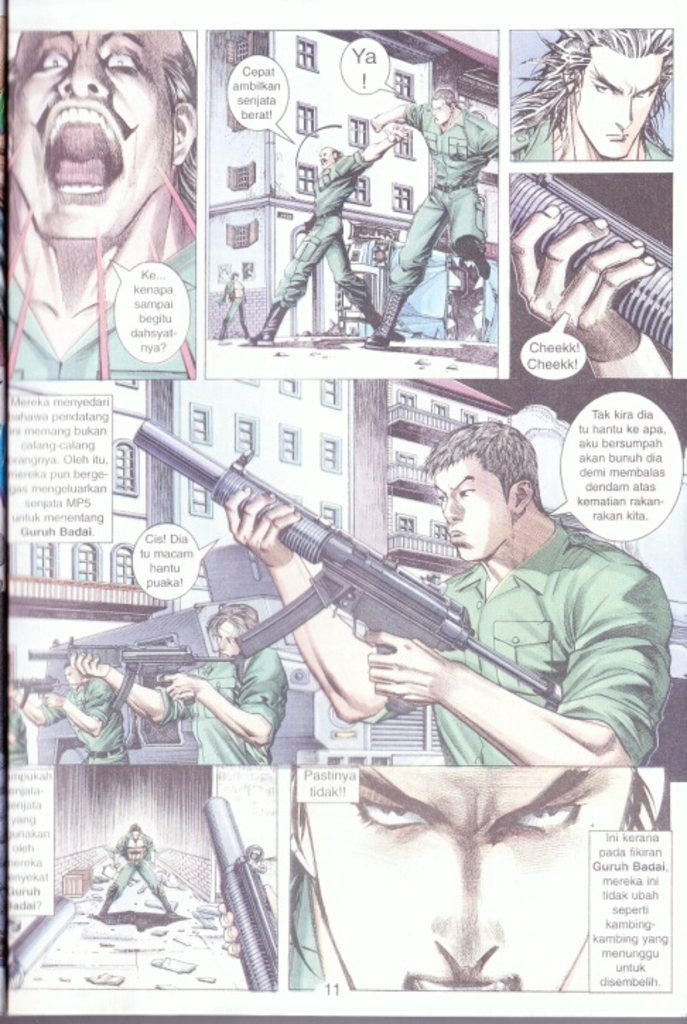 Ke...
kenapa
sampai
begitu
dahsyat-
nya?
Cepat
ambilkan
senjata
berat!
Ya
!
Cheekk!
Cheekk!
Mereka menyedari
bahawa pendatang
ini memang bukan
calang-calang
orangnya. Oleh itu,
mereka pun berge-
gas mengeluarkan
senjata MP5
untuk menentang
Guruh Badai.
Cis! Dia
tu macam
hantu
puaka!
Tak kira dia
tu hantu ke apa,
aku bersumpah
akan bunuh dia
demi membalas
dendam atas
kematian rakan-
rakan kita.
yang
oleh
mereka
Guruh
Badai?
Pastinya
tidak!!
Ini kerana
pada fikiran
Guruh Badai,
mereka ini
tidak ubah
seperti
kambing-
kambing yang
menunggu
untuk
disembelih.
11